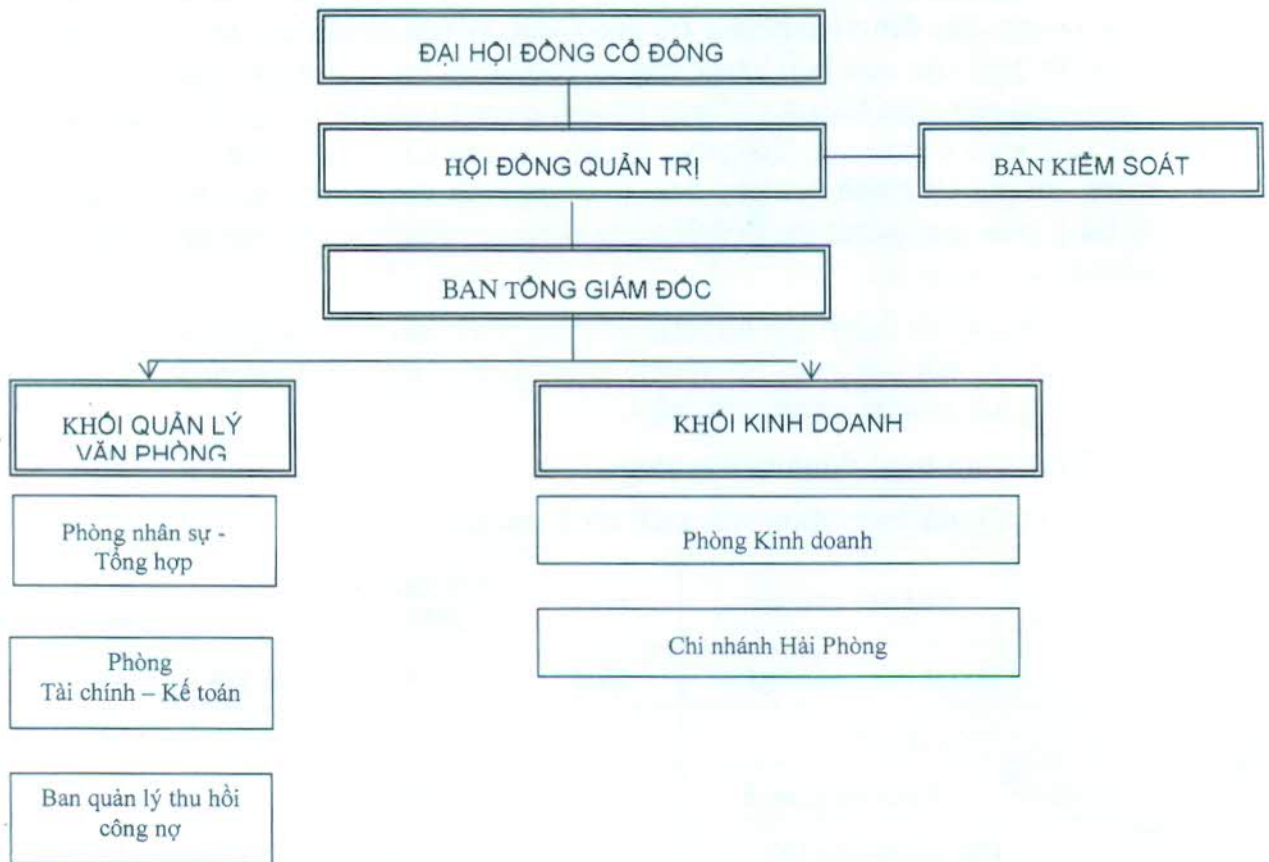 ĐẠI HỘI ĐỒNG CỔ ĐÔNG
HỘI ĐỒNG QUẢN TRỊ
BAN KIỂM SOÁT
BAN TỔNG GIÁM ĐỐC
KHỐI QUẢN LÝ
VĂN PHÒNG
KHỐI KINH DOANH
Phòng nhân sự -
Tổng hợp
Phòng Kinh doanh
Phòng
Tài chính – Kế toán
Chi nhánh Hải Phòng
Ban quản lý thu hồi
công nợ